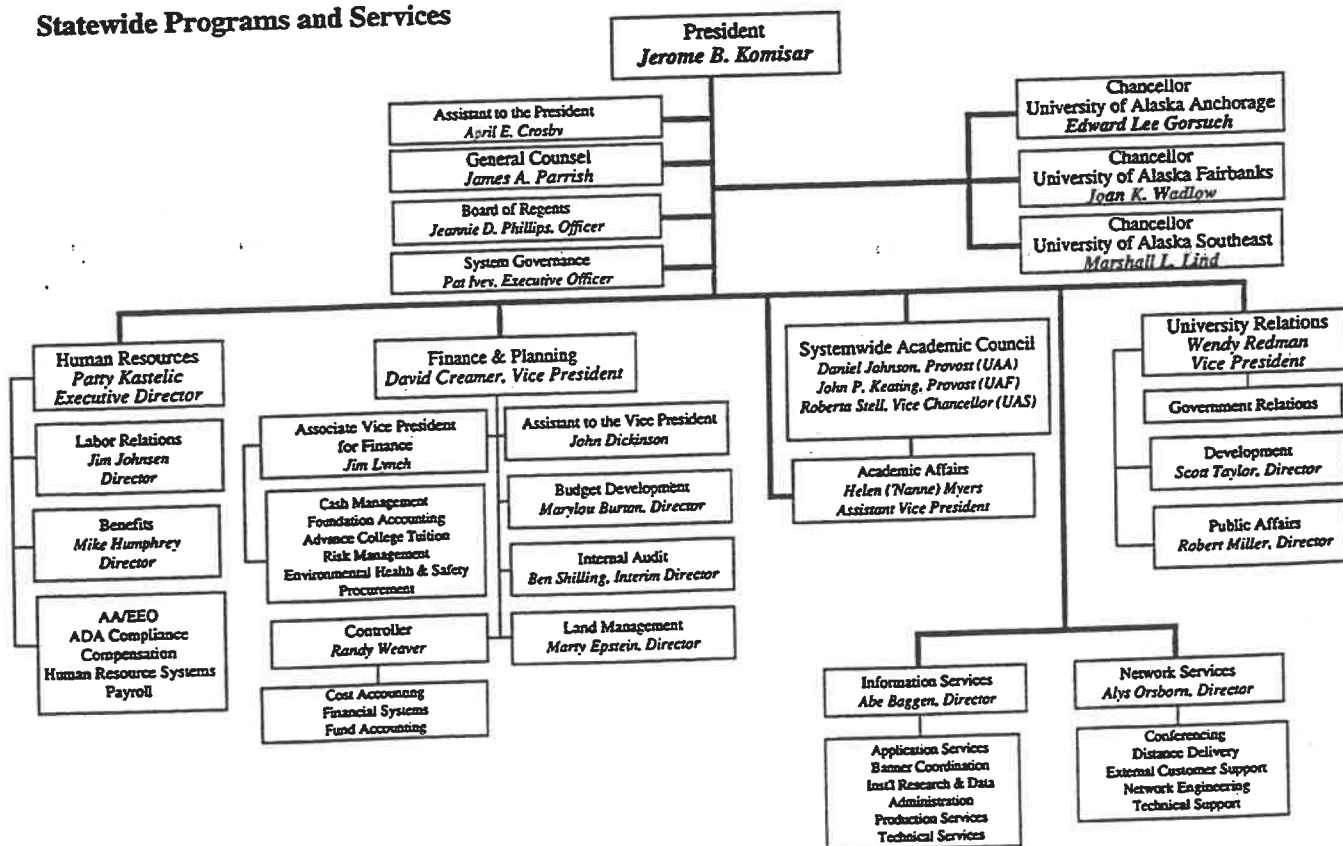 Statewide Programs and Services
President
Jerome B. Komisar
Assistant to the President
April E. Crosby
General Counsel
James A. Parrish
Board of Regents
Jeannie D. Phillips, Officer
System Governance
Pat Ivey, Executive Officer
Chancellor
University of Alaska Anchorage
Edward Lee Gorsuch
Chancellor
University of Alaska Fairbanks
Joan K. Wadlow
Chancellor
University of Alaska Southeast
Marshall L. Lind
Human Resources
Patty Kastelic
Executive Director
Labor Relations
Jim Johnsen
Director
Benefits
Mike Humphrey
Director
AA/EEO
ADA Compliance
Compensation
Human Resource Systems
Payroll
Finance & Planning
David Creamer, Vice President
Associate Vice President
for Finance
Jim Lynch
Cash Management
Foundation Accounting
Advance College Tuition
Risk Management
Environmental Health & Safety
Procurement
Controller
Randy Weaver
Cost Accounting
Financial Systems
Fund Accounting
Assistant to the Vice President
John Dickinson
Budget Development
Marylou Burton, Director
Internal Audit
Ben Shilling, Interim Director
Land Management
Marty Epstein, Director
Systemwide Academic Council
Daniel Johnson, Provost (UAA)
John P. Keating, Provost (UAF)
Roberta Stell, Vice Chancellor (UAS)
Academic Affairs
Helen ('Nanne) Myers
Assistant Vice President
University Relations
Wendy Redman
Vice President
Government Relations
Development
Scott Taylor, Director
Public Affairs
Robert Miller, Director
Information Services
Abe Baggen, Director
Application Services
Banner Coordination
Inst'l Research & Data
Administration
Production Services
Technical Services
Network Services
Alys Orsborn, Director
Conferencing
Distance Delivery
External Customer Support
Network Engineering
Technical Support